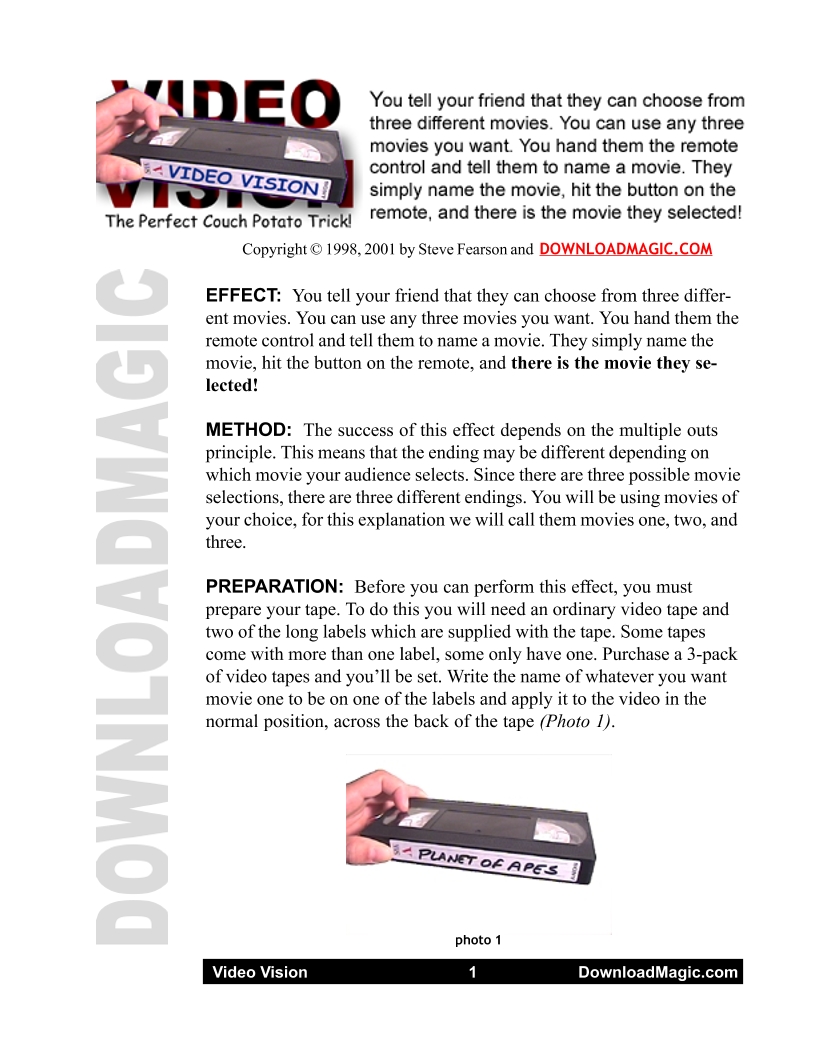 VIDEO
VISION
VIDEO VISION
The Perfect Couch Potato Trick!
You tell your friend that they can choose from
three different movies. You can use any three
movies you want. You hand them the remote
control and tell them to name a movie. They
simply name the movie, hit the button on the
remote, and there is the movie they selected!
Copyright © 1998, 2001 by Steve Fearson and DOWNLOADMAGIC.COM
DOWNLOADMAGIC
EFFECT: You tell your friend that they can choose from three differ-
ent movies. You can use any three movies you want. You hand them the
remote control and tell them to name a movie. They simply name the
movie, hit the button on the remote, and there is the movie they se-
lected!
METHOD: The success of this effect depends on the multiple outs
principle. This means that the ending may be different depending on
which movie your audience selects. Since there are three possible movie
selections, there are three different endings. You will be using movies of
your choice, for this explanation we will call them movies one, two, and
three.
PREPARATION: Before you can perform this effect, you must
prepare your tape. To do this you will need an ordinary video tape and
two of the long labels which are supplied with the tape. Some tapes
come with more than one label, some only have one. Purchase a 3-pack
of video tapes and you'll be set. Write the name of whatever you want
movie one to be on one of the labels and apply it to the video in the
normal position, across the back of the tape (Photo 1).
PLANET OF APES
photo 1
Video Vision 1 DownloadMagic.com